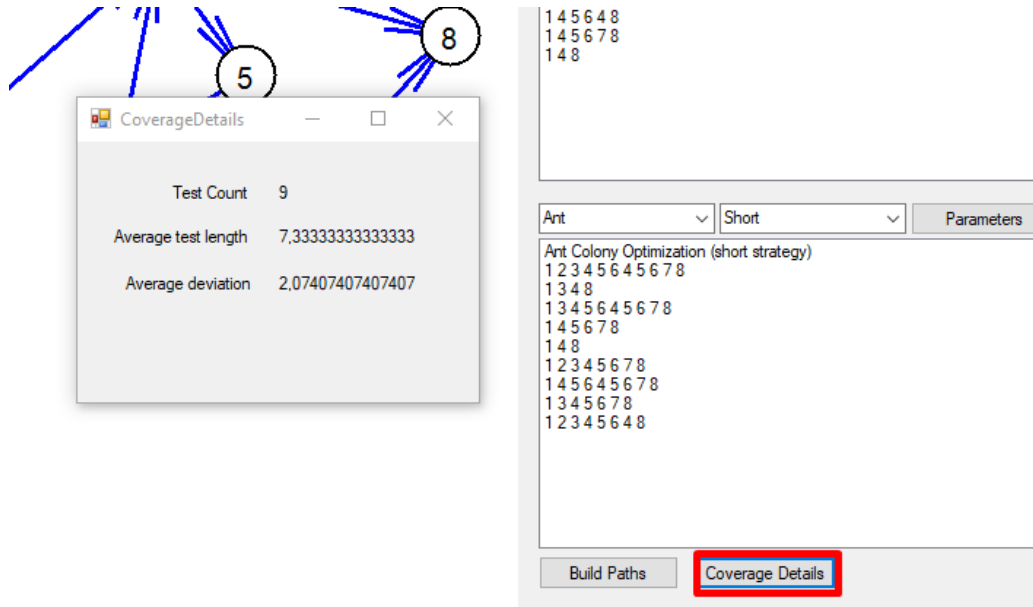 5
8
CoverageDetails
Test Count 9
Average test length 7,33333333333333
Average deviation 2,07407407407407
1 4 5 6 4 8
1 4 5 6 7 8
1 4 8
Ant Short Parameters
Ant Colony Optimization (short strategy)
1 2 3 4 5 6 4 5 6 7 8
1 3 4 8
1 3 4 5 6 4 5 6 7 8
1 4 5 6 7 8
1 4 8
1 2 3 4 5 6 7 8
1 4 5 6 4 5 6 7 8
1 3 4 5 6 7 8
1 2 3 4 5 6 4 8
Build Paths Coverage Details